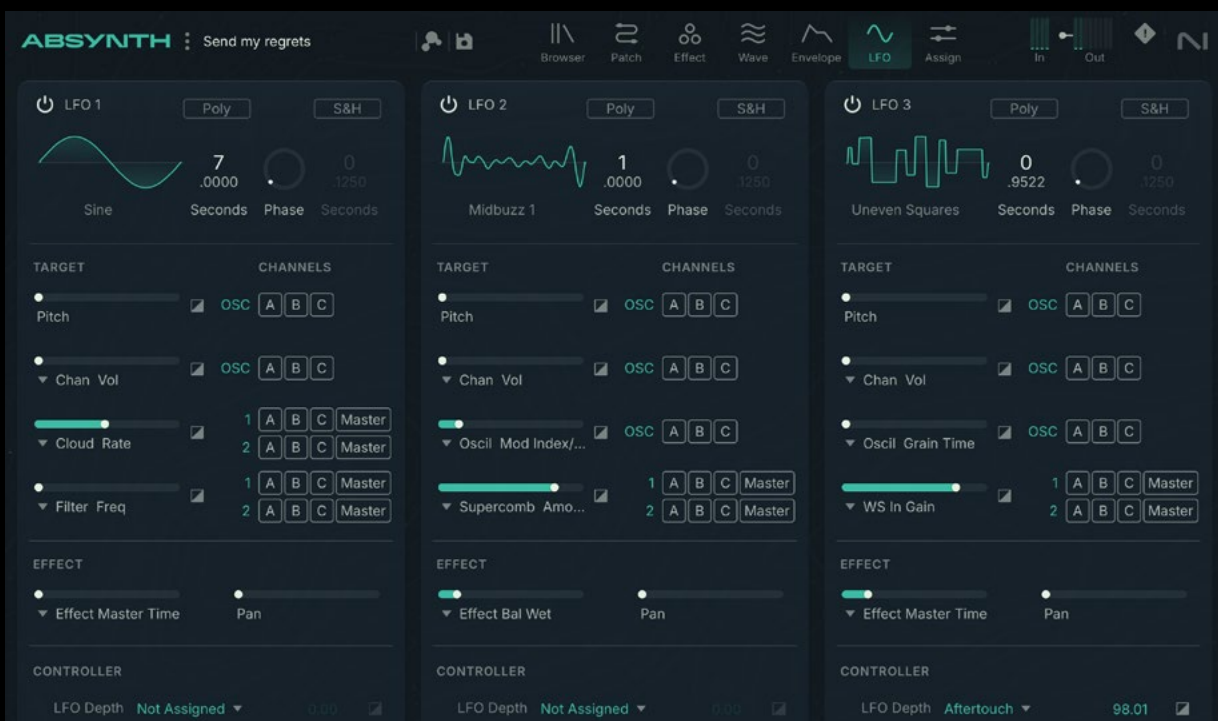 ABSYNTH Send my regrets Browser Patch Effect Wave Envelope LFO Assign In Out
LFO 1 Poly S&H
7 .0000 0 .1250
Sine Seconds Phase Seconds
TARGET CHANNELS
Pitch OSC A B C
Chan Vol OSC A B C
Cloud Rate 1 A B C Master
2 A B C Master
Filter Freq 1 A B C Master
2 A B C Master
EFFECT
Effect Master Time Pan
CONTROLLER
LFO Depth Not Assigned 0.00
LFO 2 Poly S&H
1 .0000 0 .1250
Midbuzz 1 Seconds Phase Seconds
TARGET CHANNELS
Pitch OSC A B C
Chan Vol OSC A B C
Oscil Mod Index/... OSC A B C
Supercomb Amo... 1 A B C Master
2 A B C Master
EFFECT
Effect Bal Wet Pan
CONTROLLER
LFO Depth Not Assigned 0.00
LFO 3 Poly S&H
0 .9522 0 .1250
Uneven Squares Seconds Phase Seconds
TARGET CHANNELS
Pitch OSC A B C
Chan Vol OSC A B C
Oscil Grain Time OSC A B C
WS In Gain 1 A B C Master
2 A B C Master
EFFECT
Effect Master Time Pan
CONTROLLER
LFO Depth Aftertouch 98.01